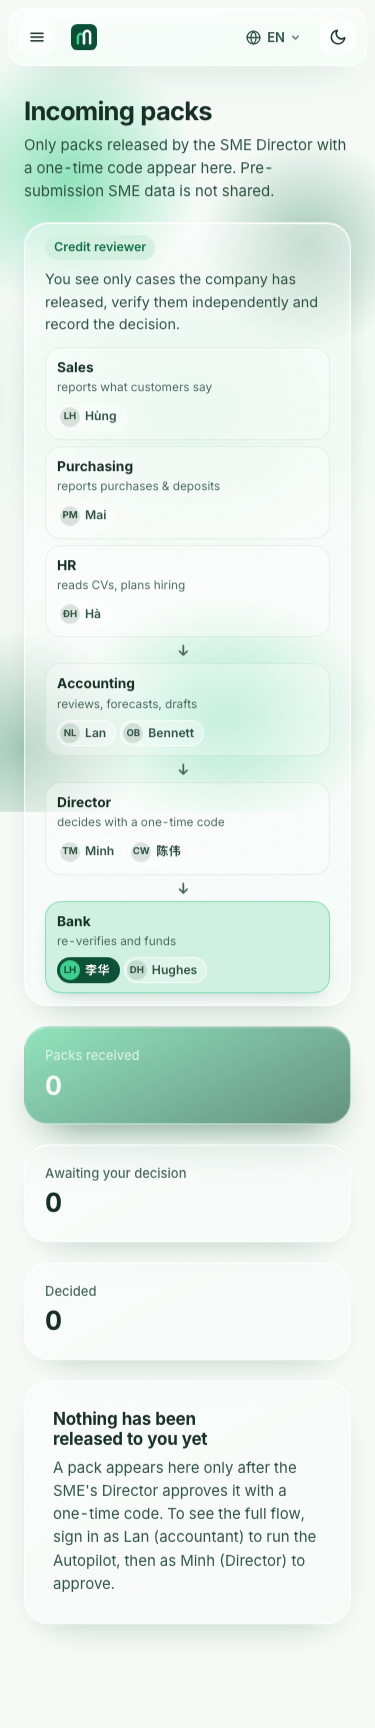 EN
Incoming packs
Only packs released by the SME Director with
a one-time code appear here. Pre-
submission SME data is not shared.
Credit reviewer
You see only cases the company has
released, verify them independently and
record the decision.
Sales
reports what customers say
LH Hùng
Purchasing
reports purchases & deposits
PM Mai
HR
reads CVs, plans hiring
ĐH Hà
Accounting
reviews, forecasts, drafts
NL Lan OB Bennett
Director
decides with a one-time code
TM Minh CW 陈伟
Bank
re-verifies and funds
LH 李华 DH Hughes
Packs received
0
Awaiting your decision
0
Decided
0
Nothing has been
released to you yet
A pack appears here only after the
SME's Director approves it with a
one-time code. To see the full flow,
sign in as Lan (accountant) to run the
Autopilot, then as Minh (Director) to
approve.